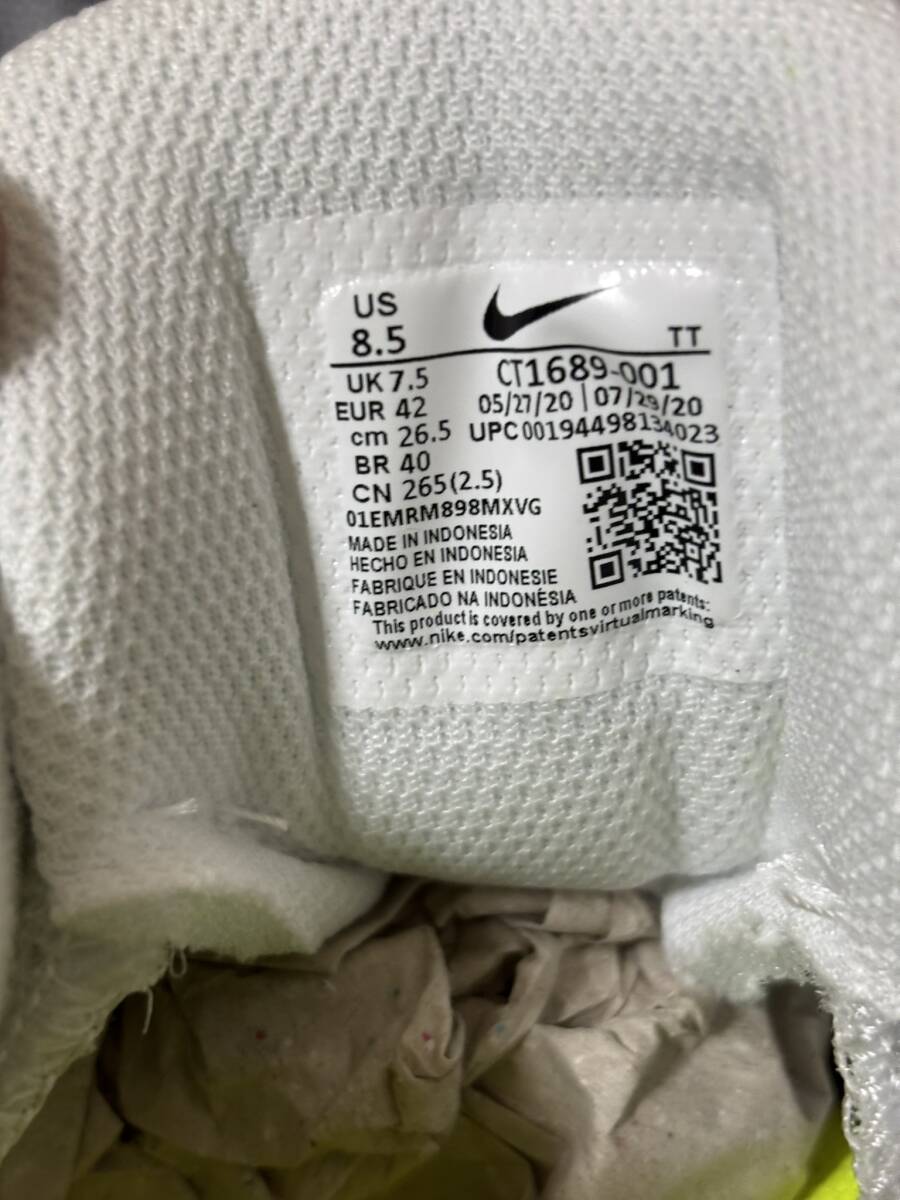 US
8.5
TT
UK 7.5
CT1689-001
EUR 42
05/27/20 | 07/29/20
cm 26.5
UPC 00194498134023
BR 40
CN 265(2.5)
01EMRM898MXVG
MADE IN INDONESIA
HECHO EN INDONESIA
FABRIQUE EN INDONESIE
FABRICADO NA INDONÉSIA
This product is covered by one or more patents:
www.nike.com/patentsvirtualmarking